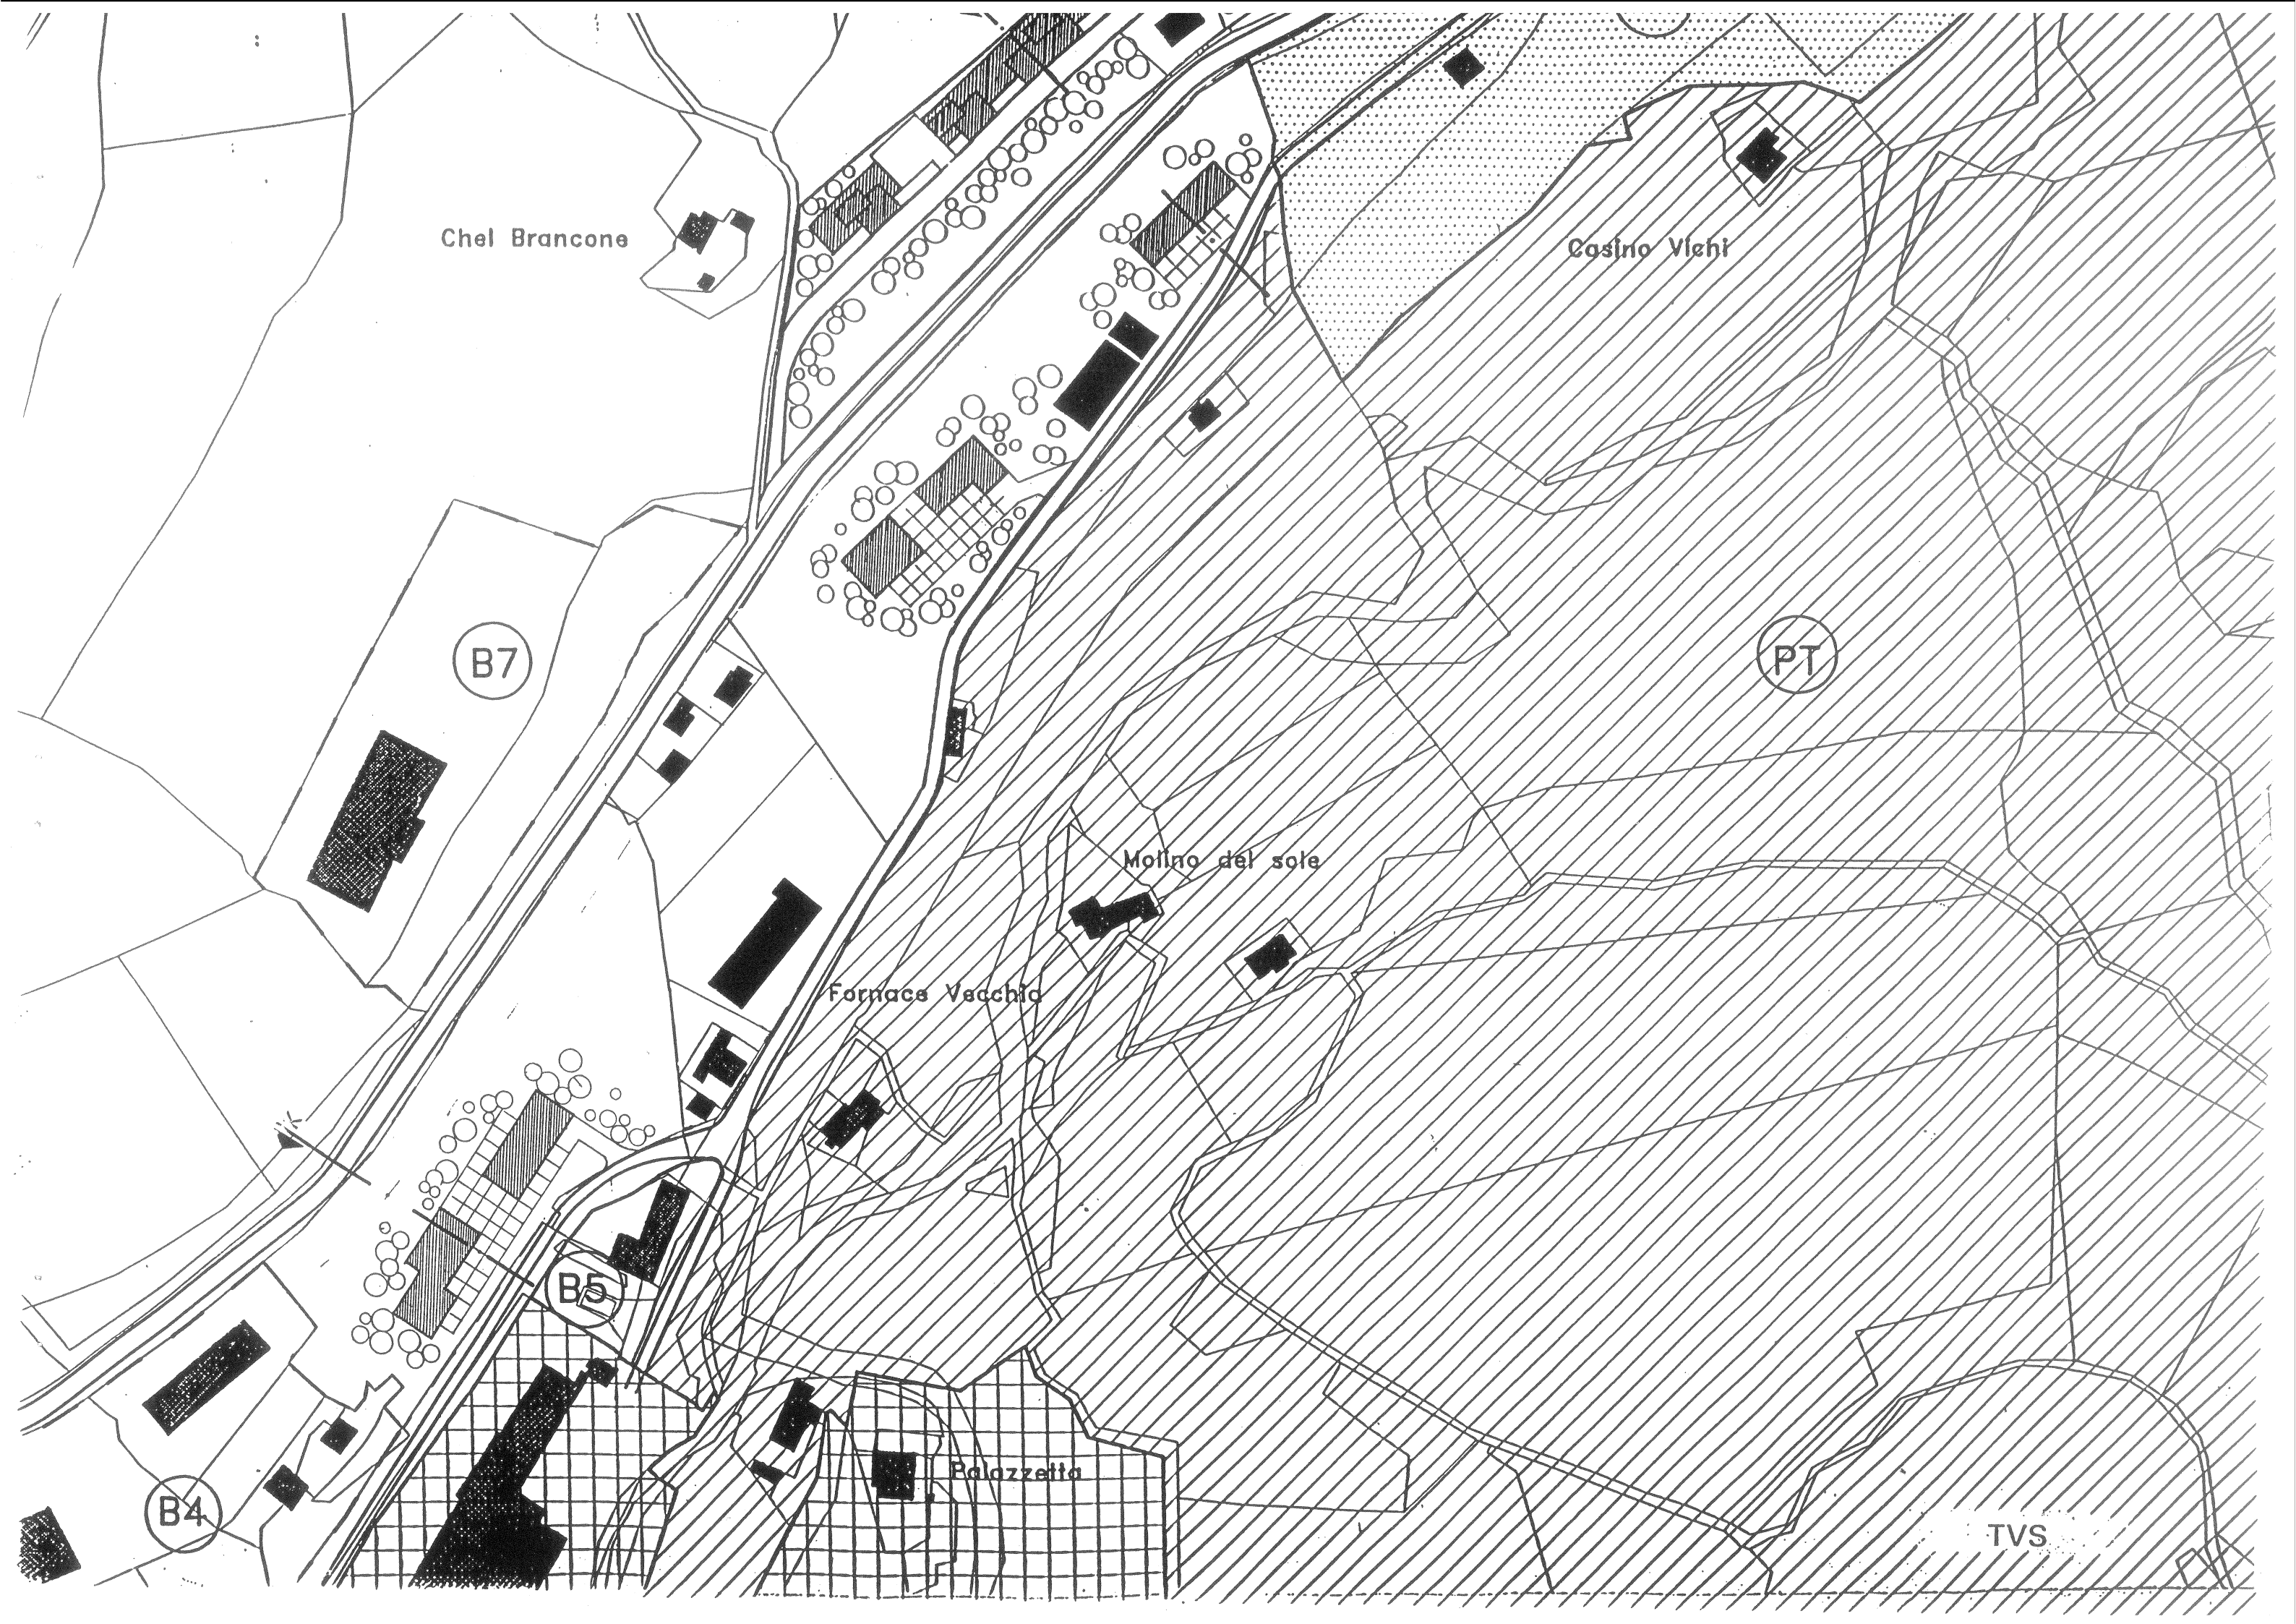 Chel Brancone
Casino Vichi
B7
PT
Molino del sole
Fornace Vecchia
B5
Palazzetta
B4
TVS